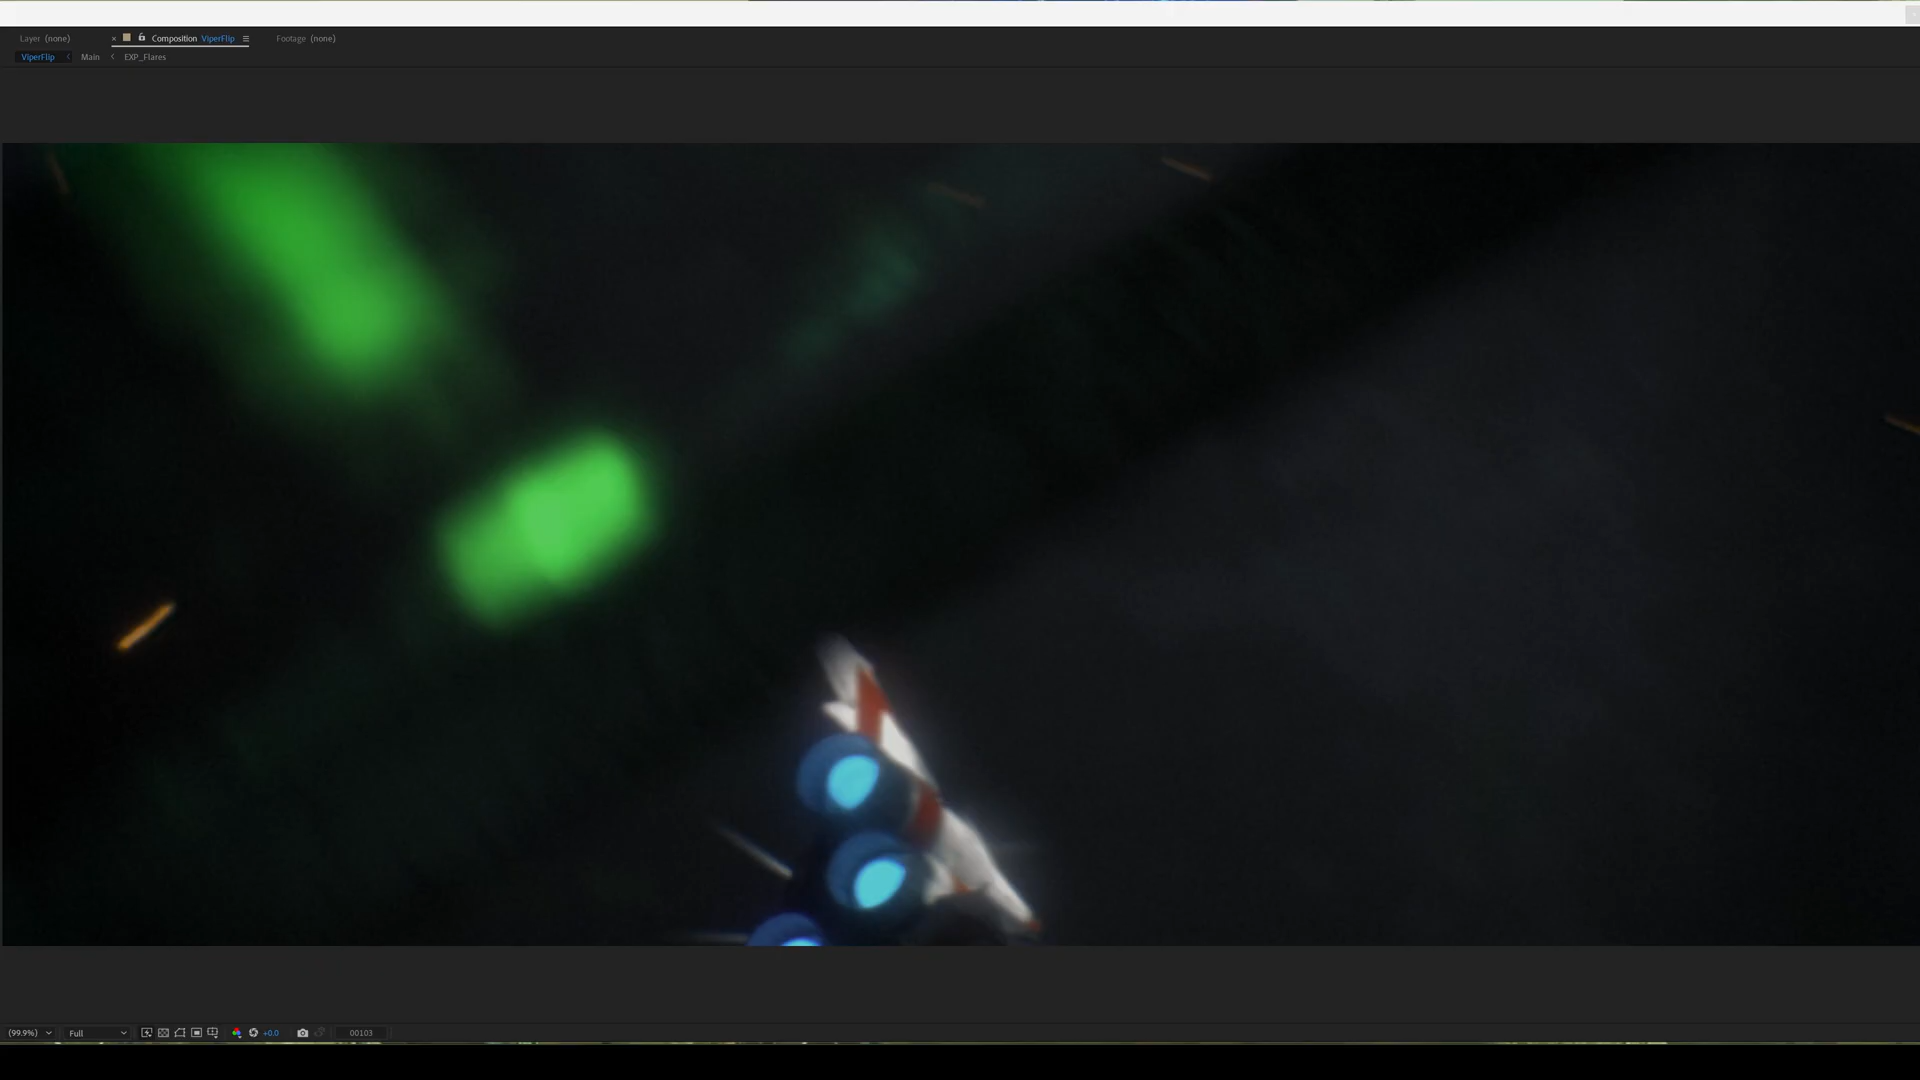 Layer (none) × Composition ViperFlip ≡ Footage (none)
ViperFlip < Main < EXP_Flares
(99.9%) Full +0.0 00103